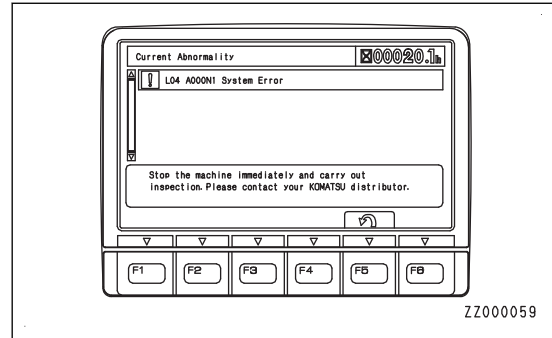 Current Abnormality
00020.1h
L04 A000N1 System Error
Stop the machine immediately and carry out
inspection. Please contact your KOMATSU distributor.
F1 F2 F3 F4 F5 F6
ZZ000059